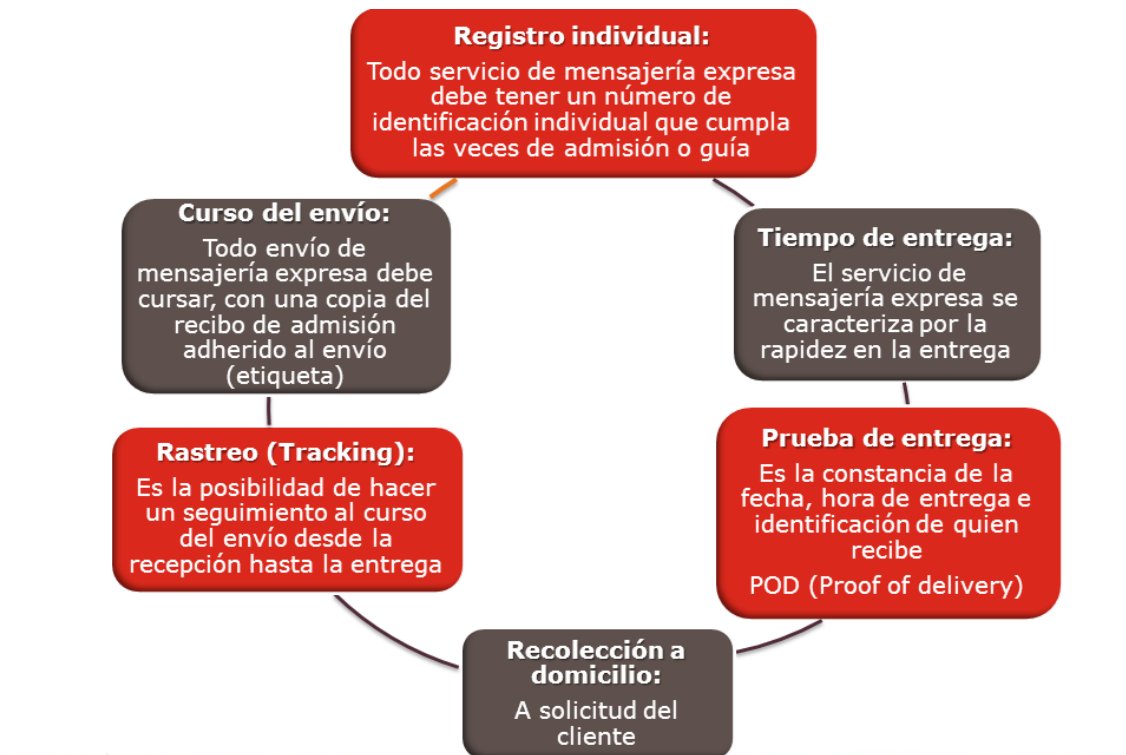 Registro individual:
Todo servicio de mensajería expresa
debe tener un número de
identificación individual que cumpla
las veces de admisión o guía
Curso del envío:
Todo envío de
mensajería expresa debe
cursar, con una copia del
recibo de admisión
adherido al envío
(etiqueta)
Tiempo de entrega:
El servicio de
mensajería expresa se
caracteriza por la
rapidez en la entrega
Rastreo (Tracking):
Es la posibilidad de hacer
un seguimiento al curso
del envío desde la
recepción hasta la entrega
Prueba de entrega:
Es la constancia de la
fecha, hora de entrega e
identificación de quien
recibe
POD (Proof of delivery)
Recolección a
domicilio:
A solicitud del
cliente